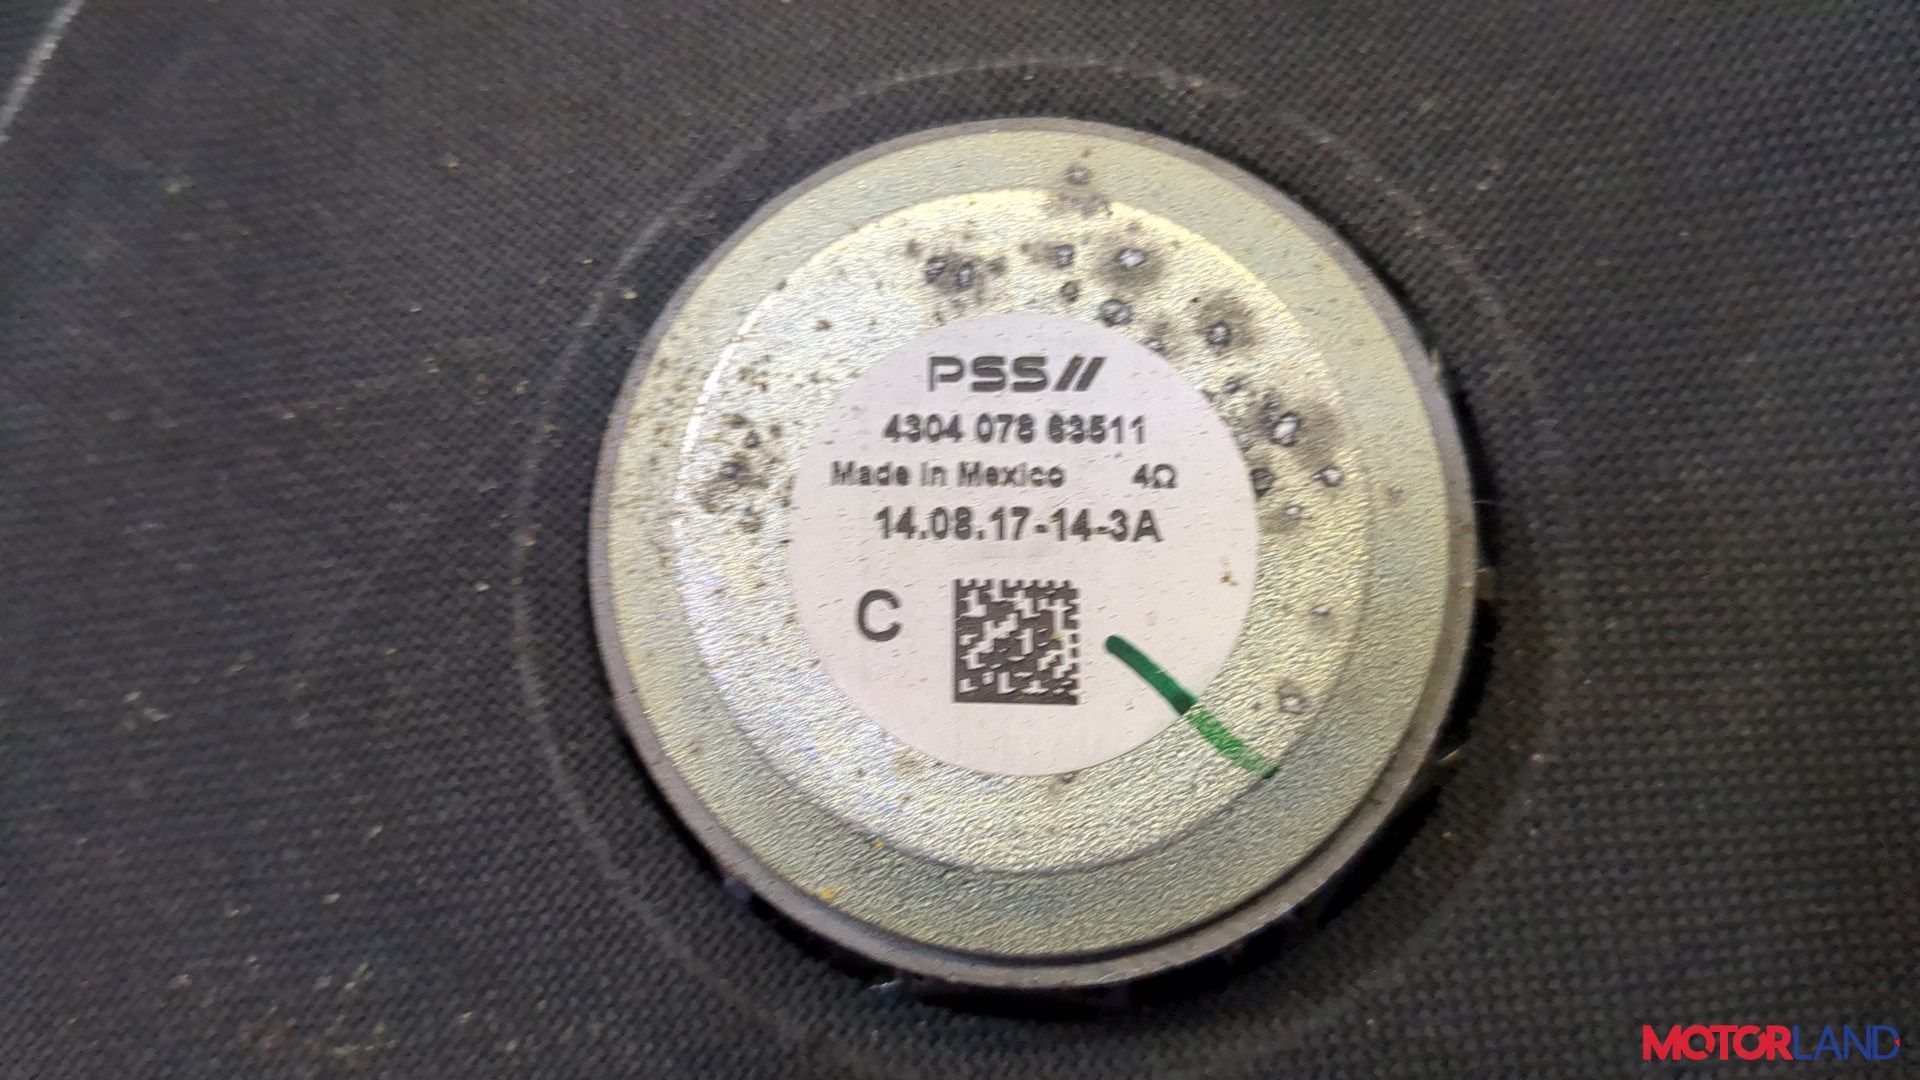 PSS//
4304 078 63511
Made in Mexico 4Ω
14.08.17-14-3A
C
MOTORLAND